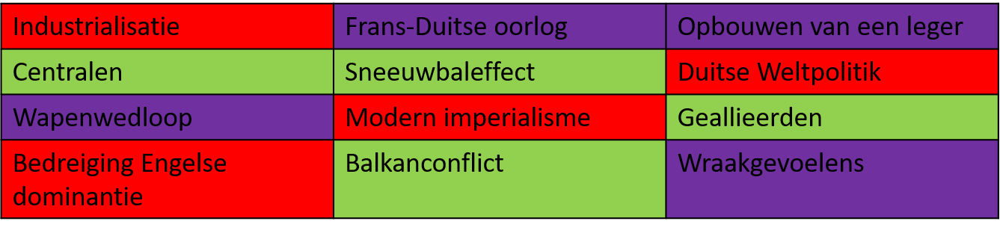 Industrialisatie
Frans-Duitse oorlog
Opbouwen van een leger
Centralen
Sneeuwbaleffect
Duitse Weltpolitik
Wapenwedloop
Modern imperialisme
Geallieerden
Bedreiging Engelse
dominantie
Balkanconflict
Wraakgevoelens